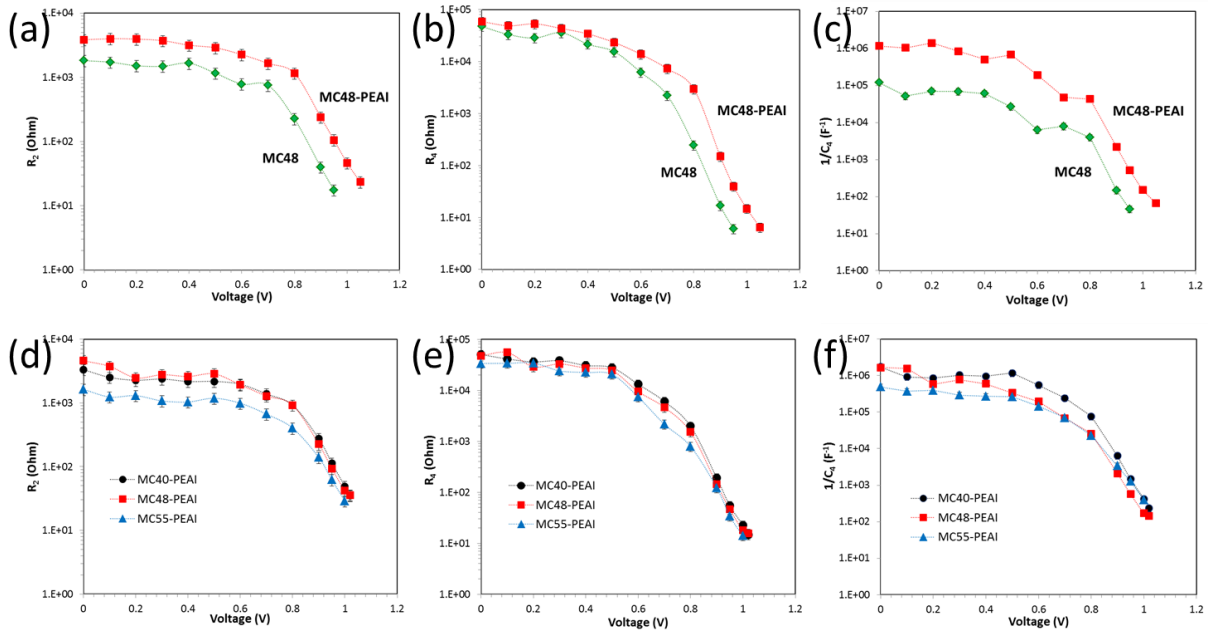 (a)
1.E+04
1.E+03
1.E+02
1.E+01
1.E+00
R2 (Ohm)
MC48-PEAI
MC48
0 0.2 0.4 0.6 0.8 1 1.2
Voltage (V)
(b)
1.E+05
1.E+04
1.E+03
1.E+02
1.E+01
1.E+00
R4 (Ohm)
MC48-PEAI
MC48
0 0.2 0.4 0.6 0.8 1 1.2
Voltage (V)
(c)
1.E+07
1.E+06
1.E+05
1.E+04
1.E+03
1.E+02
1.E+01
1.E+00
1/C4 (F-1)
MC48-PEAI
MC48
0 0.2 0.4 0.6 0.8 1 1.2
Voltage (V)
(d)
1.E+04
1.E+03
1.E+02
1.E+01
1.E+00
R2 (Ohm)
MC40-PEAI
MC48-PEAI
MC55-PEAI
0 0.2 0.4 0.6 0.8 1 1.2
Voltage (V)
(e)
1.E+05
1.E+04
1.E+03
1.E+02
1.E+01
1.E+00
R4 (Ohm)
MC40-PEAI
MC48-PEAI
MC55-PEAI
0 0.2 0.4 0.6 0.8 1 1.2
Voltage (V)
(f)
1.E+07
1.E+06
1.E+05
1.E+04
1.E+03
1.E+02
1.E+01
1.E+00
1/C4 (F-1)
MC40-PEAI
MC48-PEAI
MC55-PEAI
0 0.2 0.4 0.6 0.8 1 1.2
Voltage (V)